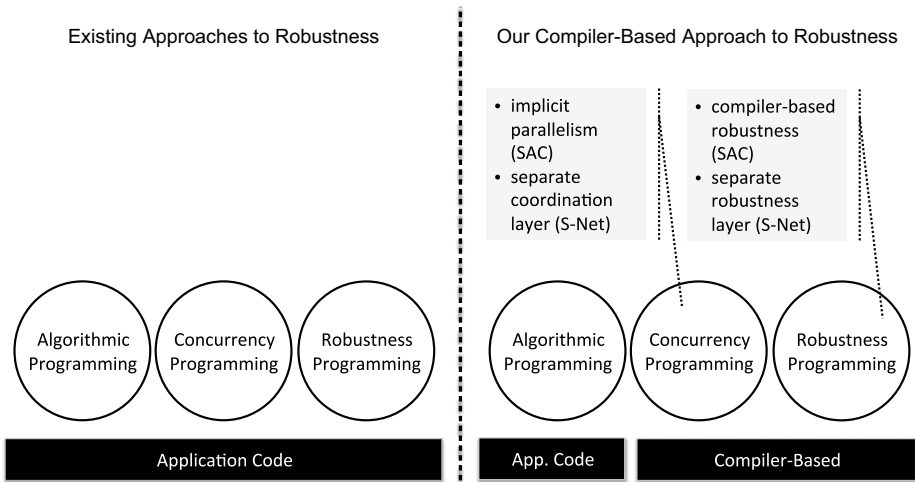 Existing Approaches to Robustness
Algorithmic
Programming
Concurrency
Programming
Robustness
Programming
Application Code
Our Compiler-Based Approach to Robustness
• implicit
parallelism
(SAC)
• separate
coordination
layer (S-Net)
• compiler-based
robustness
(SAC)
• separate
robustness
layer (S-Net)
Algorithmic
Programming
Concurrency
Programming
Robustness
Programming
App. Code
Compiler-Based